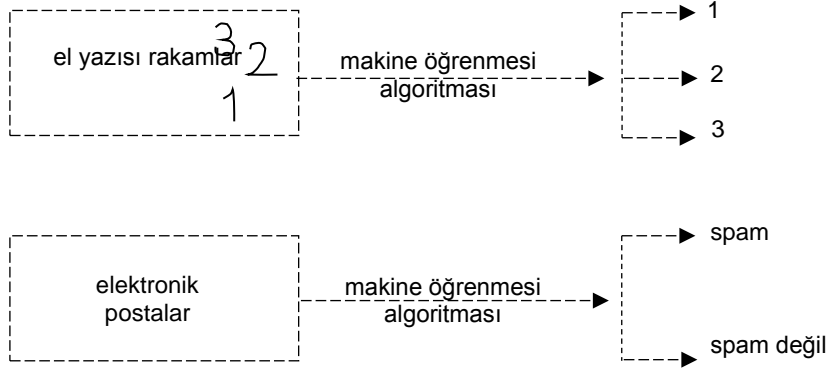 3
el yazısı rakamlar 2
1
makine öğrenmesi
algoritması
1
2
3
elektronik
postalar
makine öğrenmesi
algoritması
spam
spam değil